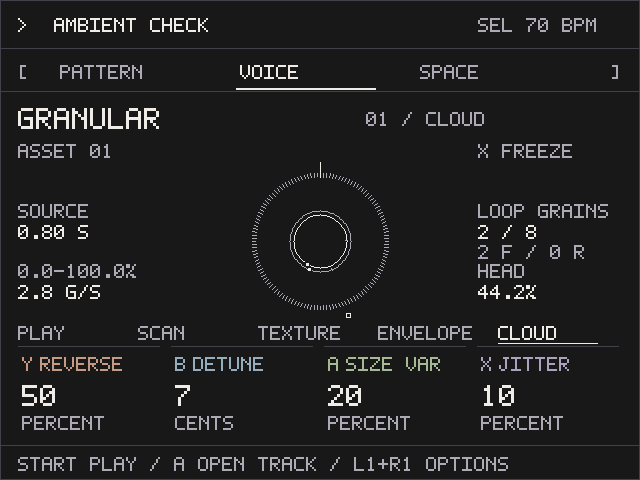 > AMBIENT CHECK SEL 70 BPM
[ PATTERN VOICE SPACE ]
GRANULAR 01 / CLOUD
ASSET 01 X FREEZE
SOURCE LOOP GRAINS
0.80 S 2 / 8
2 F / 0 R
0.0-100.0% HEAD
2.8 G/S 44.2%
PLAY SCAN TEXTURE ENVELOPE CLOUD
Y REVERSE B DETUNE A SIZE VAR X JITTER
50 7 20 10
PERCENT CENTS PERCENT PERCENT
START PLAY / A OPEN TRACK / L1+R1 OPTIONS